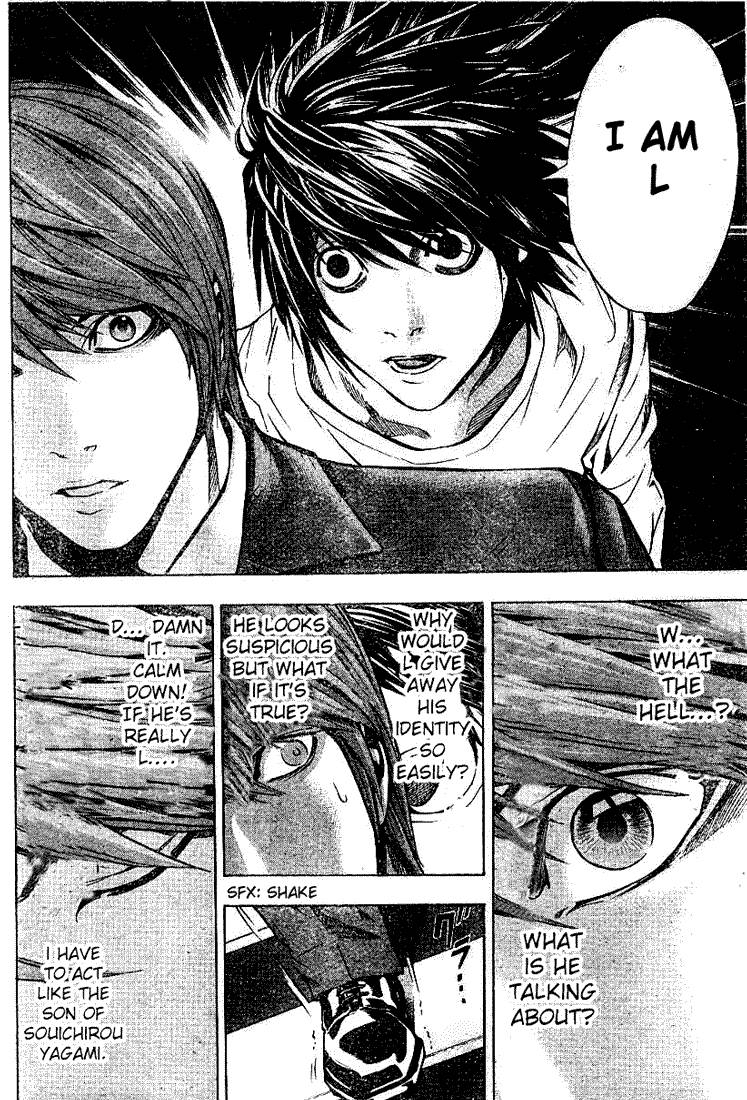 I AM
L
W...
WHAT
THE
HELL...?
WHAT
IS HE
TALKING
ABOUT?
WHY
WOULD
L GIVE
AWAY
HIS
IDENTITY
SO
EASILY?
HE LOOKS
SUSPICIOUS
BUT WHAT
IF IT'S
TRUE?
SFX: SHAKE
D... DAMN
IT.
CALM
DOWN!
IF HE'S
REALLY
L....
I HAVE
TO ACT
LIKE THE
SON OF
SOUICHIROU
YAGAMI.